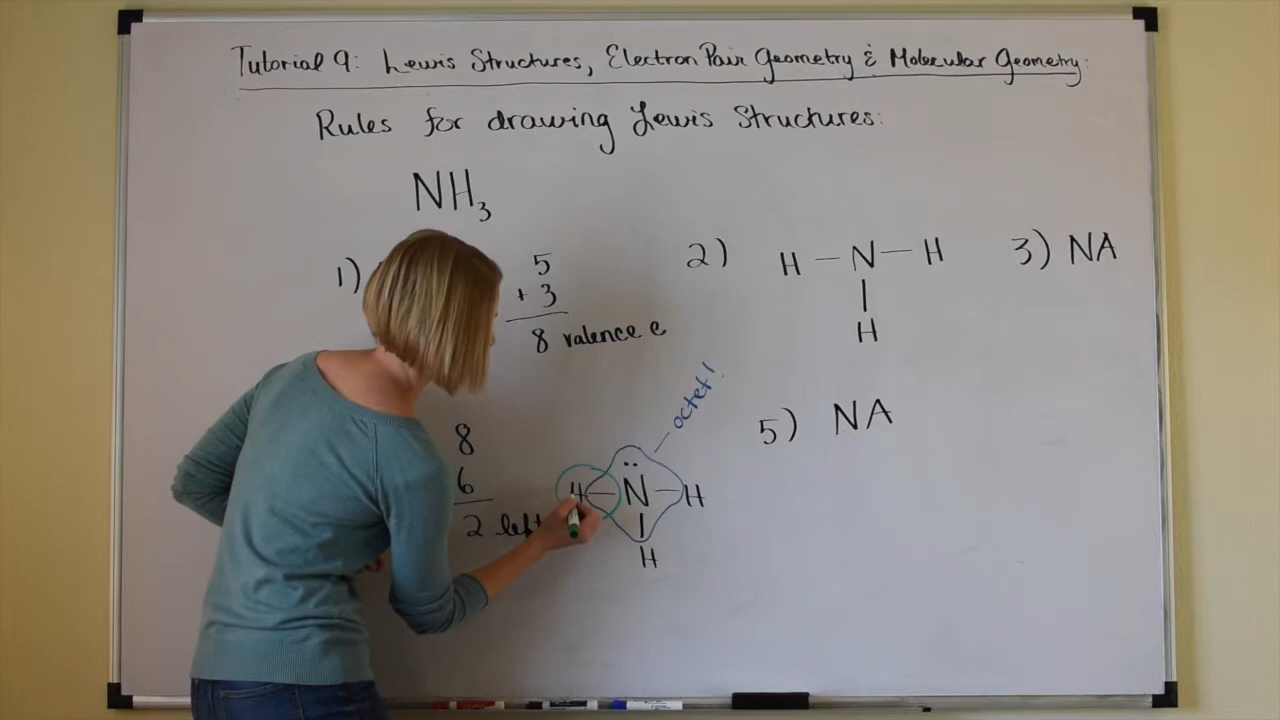 Tutorial 9: Lewis Structures, Electron Pair Geometry & Molecular Geometry:
Rules for drawing Lewis Structures:
NH3
1)
5
+ 3
8 valence e
2)
H — N — H
|
H
3) NA
8
6
2 left
octet!
H — N — H
|
H
5) NA